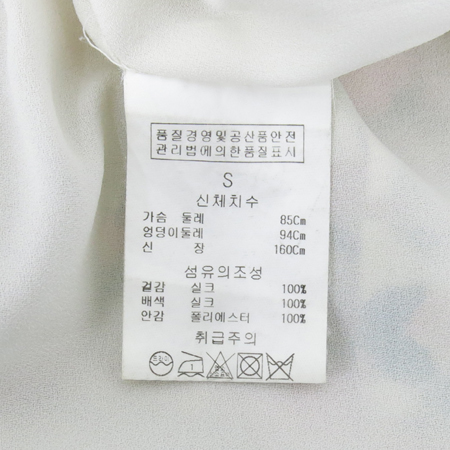 품질경영및공산품안전
관리법에의한품질표시
S
신체치수
가슴 둘레 85Cm
엉덩이둘레 94Cm
신 장 160Cm
섬유의조성
겉감 실크 100%
배색 실크 100%
안감 폴리에스터 100%
취급주의